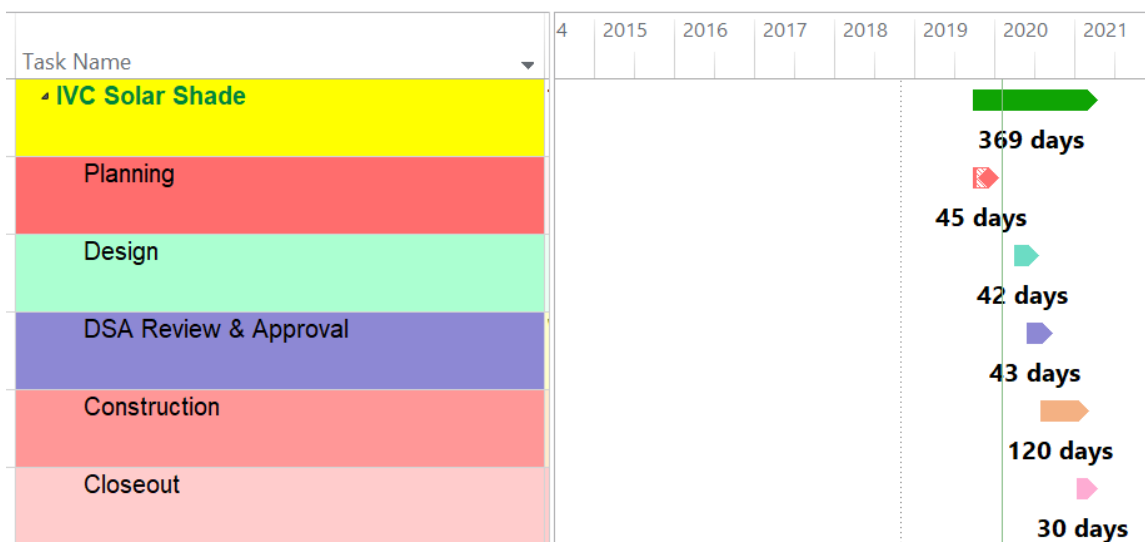 4 2015 2016 2017 2018 2019 2020 2021
Task Name
IVC Solar Shade
369 days
Planning
45 days
Design
42 days
DSA Review & Approval
43 days
Construction
120 days
Closeout
30 days